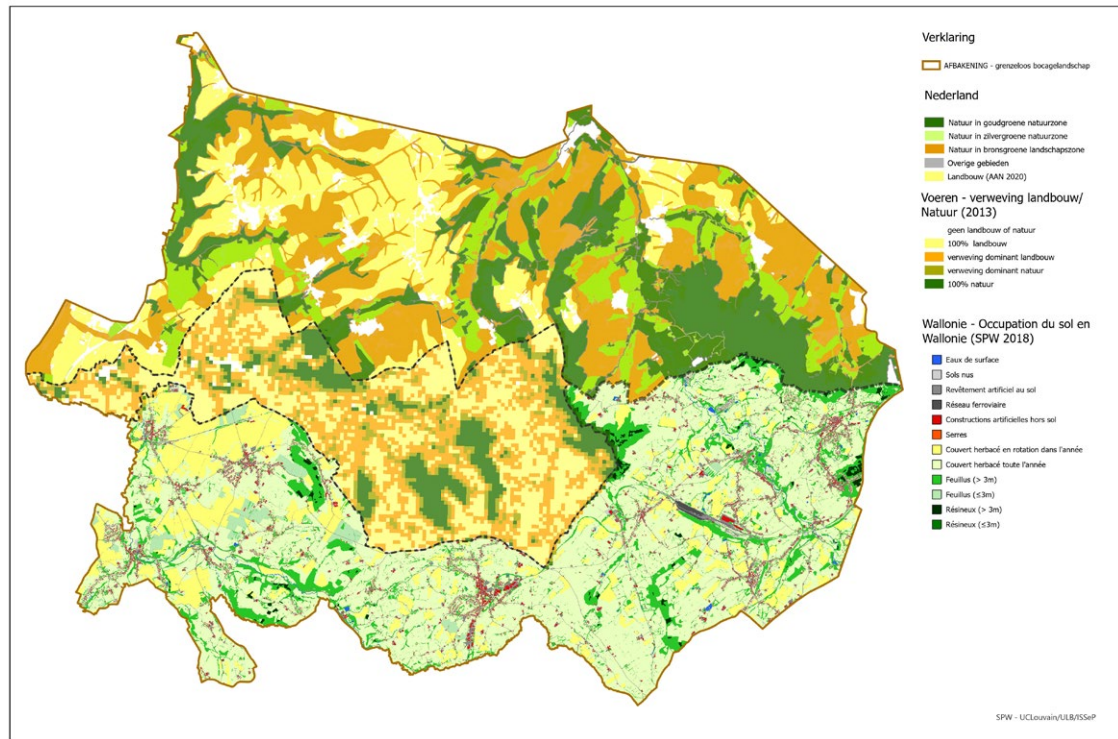 Verklaring
AFBAKENING - grenzeloos bocagelandschap
Nederland
Natuur in goudgroene natuurzone
Natuur in zilvergroene natuurzone
Natuur in bronsgroene landschapszone
Overige gebieden
Landbouw (AAN 2020)
Voeren - verweving landbouw/
Natuur (2013)
geen landbouw of natuur
100% landbouw
verweving dominant landbouw
verweving dominant natuur
100% natuur
Wallonie - Occupation du sol en
Wallonie (SPW 2018)
Eaux de surface
Sols nus
Revêtement artificiel au sol
Réseau ferroviaire
Constructions artificielles hors sol
Serres
Couvert herbacé en rotation dans l'année
Couvert herbacé toute l'année
Feuillus (> 3m)
Feuillus (≤3m)
Résineux (> 3m)
Résineux (≤3m)
SPW - UCLouvain/ULB/ISSeP